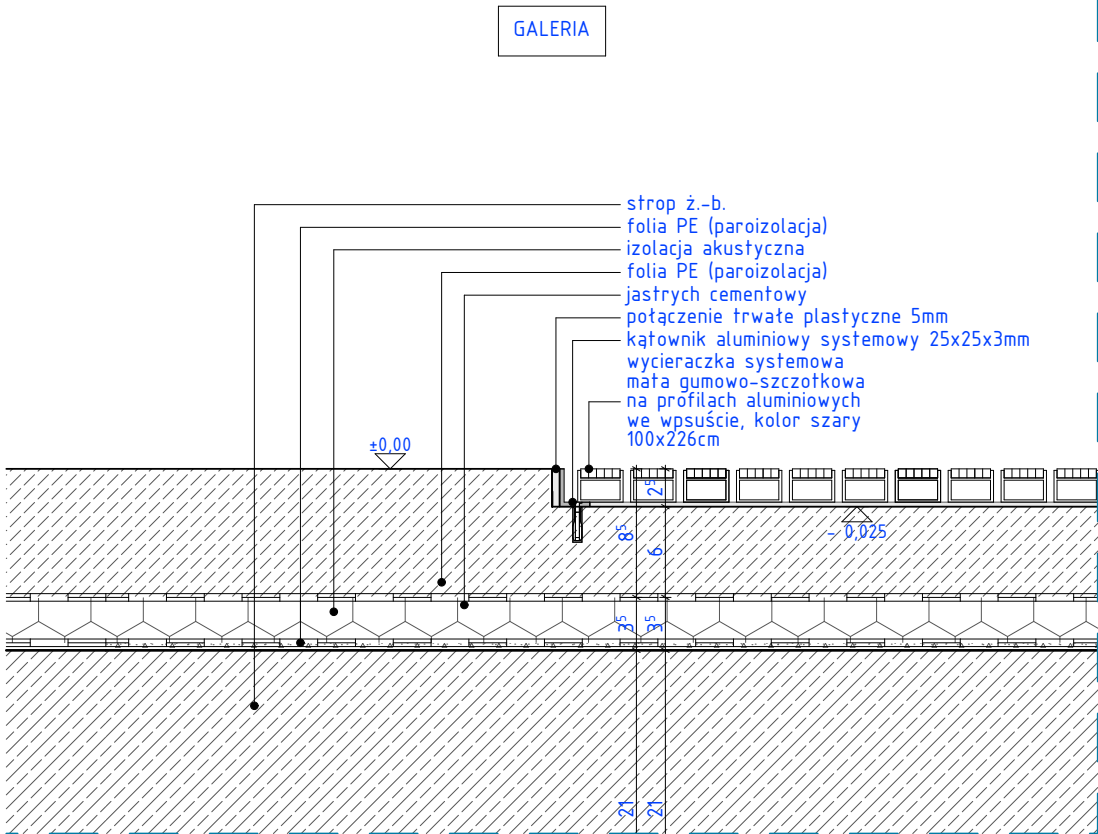 GALERIA
strop ż.-b.
folia PE (paroizolacja)
izolacja akustyczna
folia PE (paroizolacja)
jastrych cementowy
połączenie trwałe plastyczne 5mm
kątownik aluminiowy systemowy 25x25x3mm
wycieraczka systemowa
mata gumowo-szczotkowa
na profilach aluminiowych
we wpsuście, kolor szary
100x226cm
±0,00
2⁵
- 0,025
8⁵
6
3⁵
3⁵
21
21